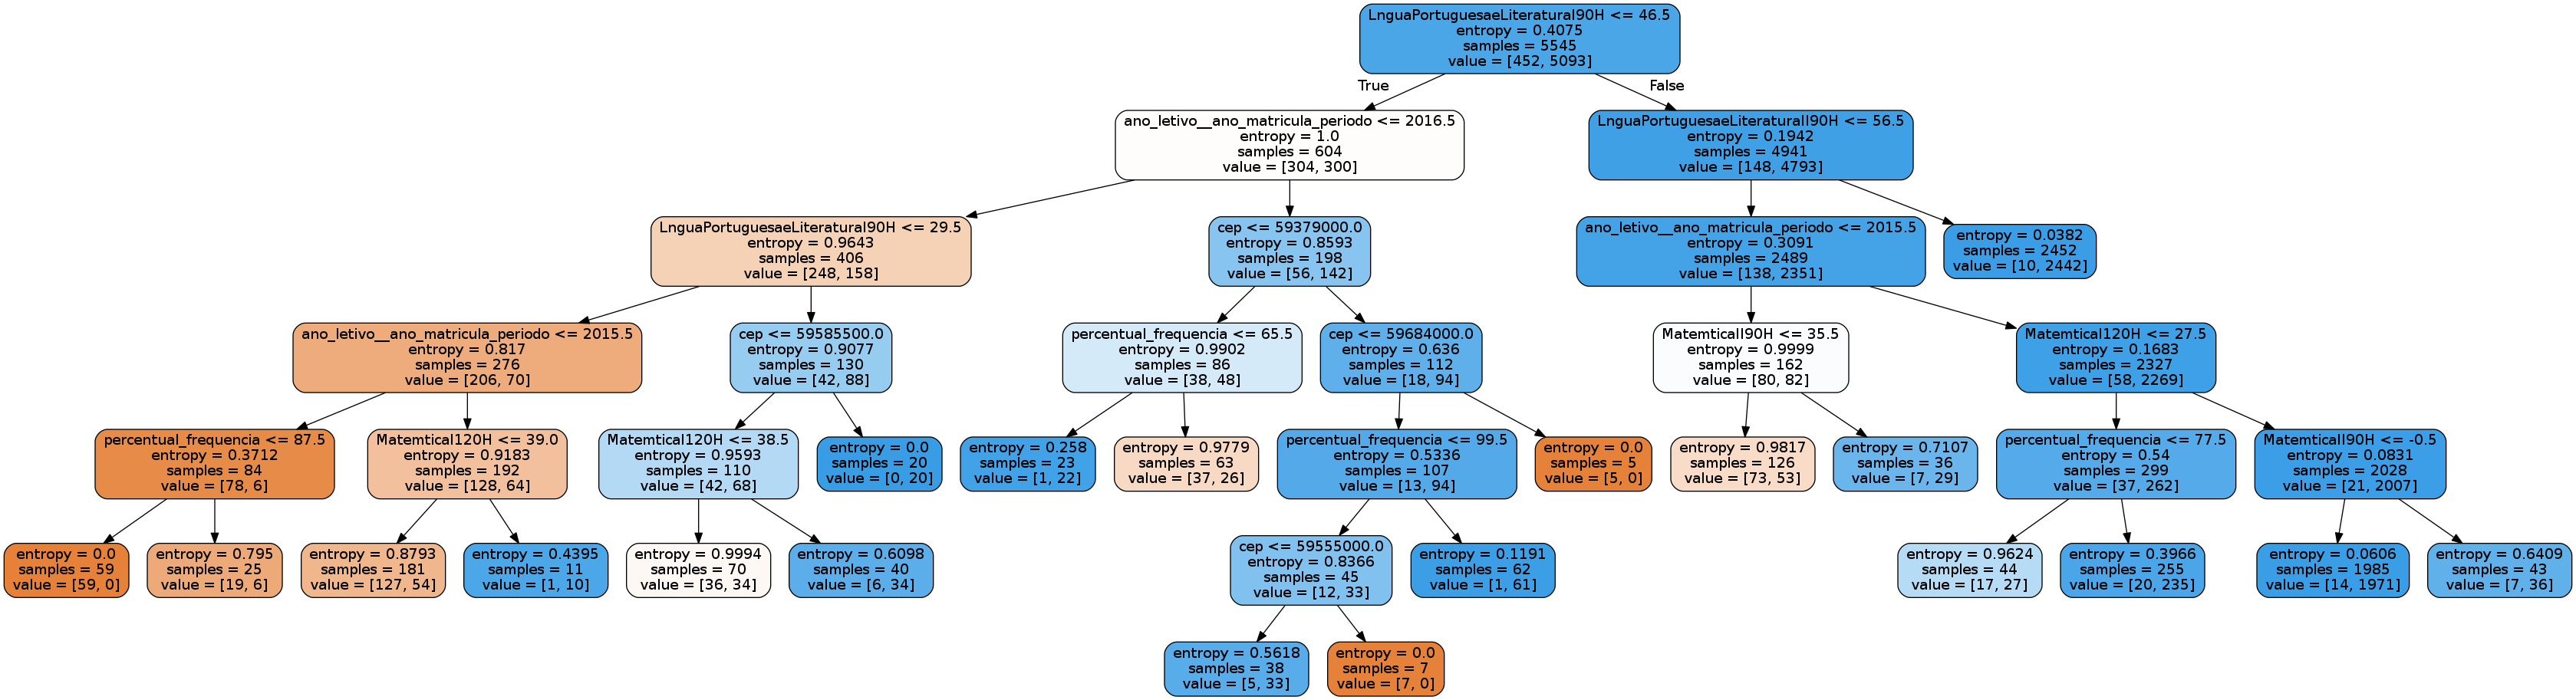 LnguaPortuguesaeLiteraturaI90H <= 46.5
entropy = 0.4075
samples = 5545
value = [452, 5093]
True
False
ano_letivo__ano_matricula_periodo <= 2016.5
entropy = 1.0
samples = 604
value = [304, 300]
LnguaPortuguesaeLiteraturaII90H <= 56.5
entropy = 0.1942
samples = 4941
value = [148, 4793]
LnguaPortuguesaeLiteraturaI90H <= 29.5
entropy = 0.9643
samples = 406
value = [248, 158]
cep <= 59379000.0
entropy = 0.8593
samples = 198
value = [56, 142]
ano_letivo__ano_matricula_periodo <= 2015.5
entropy = 0.3091
samples = 2489
value = [138, 2351]
entropy = 0.0382
samples = 2452
value = [10, 2442]
ano_letivo__ano_matricula_periodo <= 2015.5
entropy = 0.817
samples = 276
value = [206, 70]
cep <= 59585500.0
entropy = 0.9077
samples = 130
value = [42, 88]
percentual_frequencia <= 65.5
entropy = 0.9902
samples = 86
value = [38, 48]
cep <= 59684000.0
entropy = 0.636
samples = 112
value = [18, 94]
MatemticaII90H <= 35.5
entropy = 0.9999
samples = 162
value = [80, 82]
MatemticaI120H <= 27.5
entropy = 0.1683
samples = 2327
value = [58, 2269]
percentual_frequencia <= 87.5
entropy = 0.3712
samples = 84
value = [78, 6]
MatemticaI120H <= 39.0
entropy = 0.9183
samples = 192
value = [128, 64]
MatemticaI120H <= 38.5
entropy = 0.9593
samples = 110
value = [42, 68]
entropy = 0.0
samples = 20
value = [0, 20]
entropy = 0.258
samples = 23
value = [1, 22]
entropy = 0.9779
samples = 63
value = [37, 26]
percentual_frequencia <= 99.5
entropy = 0.5336
samples = 107
value = [13, 94]
entropy = 0.0
samples = 5
value = [5, 0]
entropy = 0.9817
samples = 126
value = [73, 53]
entropy = 0.7107
samples = 36
value = [7, 29]
percentual_frequencia <= 77.5
entropy = 0.54
samples = 299
value = [37, 262]
MatemticaII90H <= -0.5
entropy = 0.0831
samples = 2028
value = [21, 2007]
entropy = 0.0
samples = 59
value = [59, 0]
entropy = 0.795
samples = 25
value = [19, 6]
entropy = 0.8793
samples = 181
value = [127, 54]
entropy = 0.4395
samples = 11
value = [1, 10]
entropy = 0.9994
samples = 70
value = [36, 34]
entropy = 0.6098
samples = 40
value = [6, 34]
cep <= 59555000.0
entropy = 0.8366
samples = 45
value = [12, 33]
entropy = 0.1191
samples = 62
value = [1, 61]
entropy = 0.9624
samples = 44
value = [17, 27]
entropy = 0.3966
samples = 255
value = [20, 235]
entropy = 0.0606
samples = 1985
value = [14, 1971]
entropy = 0.6409
samples = 43
value = [7, 36]
entropy = 0.5618
samples = 38
value = [5, 33]
entropy = 0.0
samples = 7
value = [7, 0]